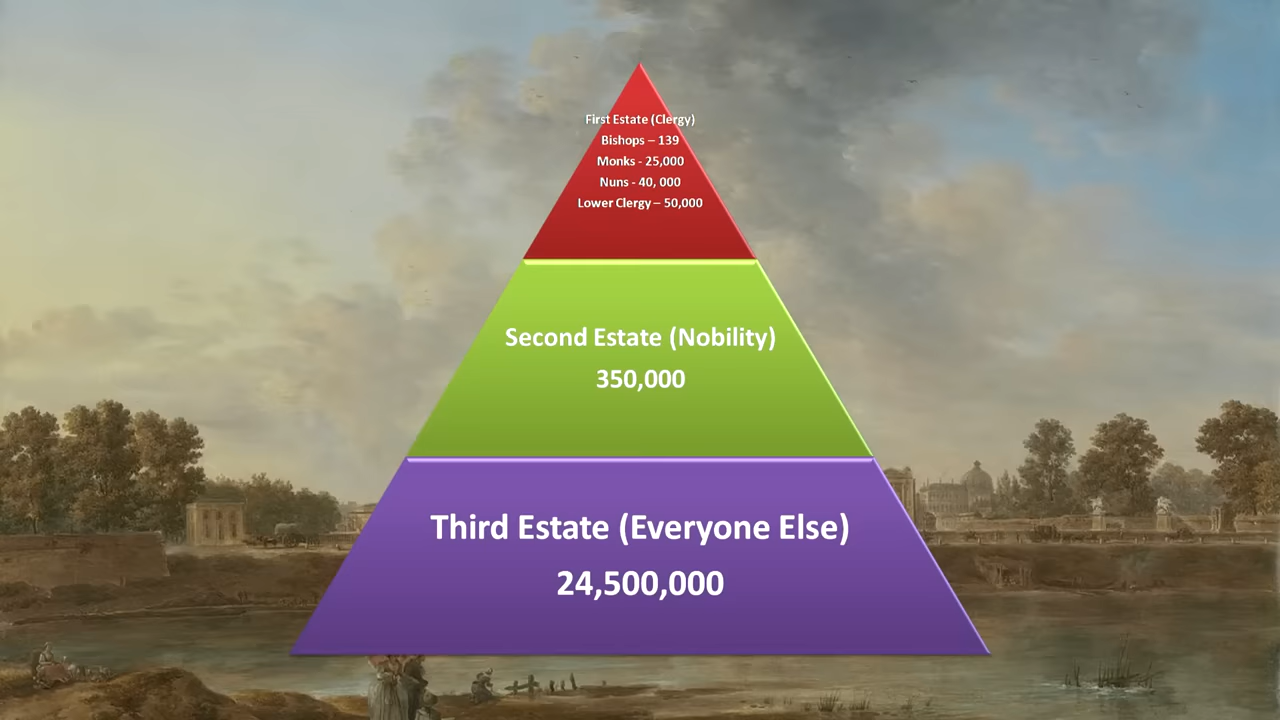 First Estate (Clergy)
Bishops – 139
Monks - 25,000
Nuns - 40, 000
Lower Clergy – 50,000
Second Estate (Nobility)
350,000
Third Estate (Everyone Else)
24,500,000